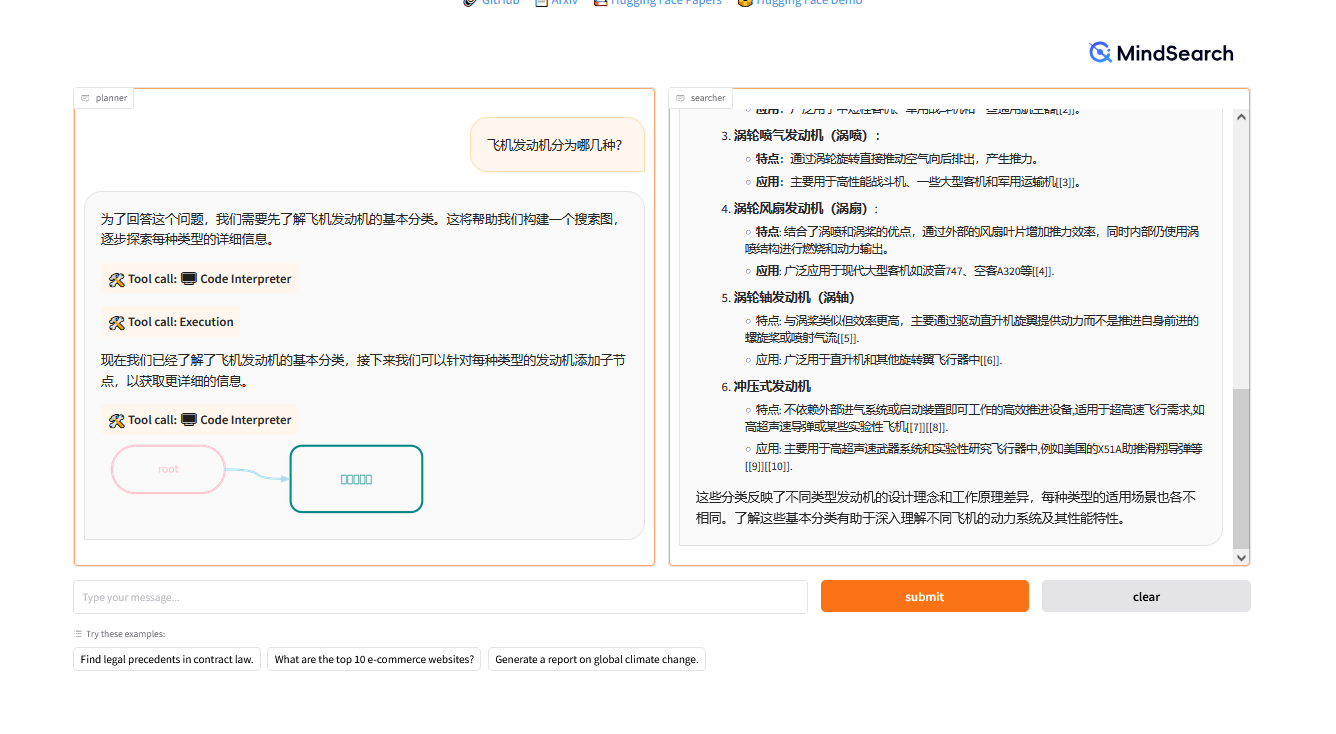 GitHub Arxiv Hugging Face Papers Hugging Face Demo
MindSearch
planner
飞机发动机分为哪几种？
为了回答这个问题，我们需要先了解飞机发动机的基本分类。这将帮助我们构建一个搜索图，
逐步探索每种类型的详细信息。
Tool call: Code Interpreter
Tool call: Execution
现在我们已经了解了飞机发动机的基本分类，接下来我们可以针对每种类型的发动机添加子节
点，以获取更详细的信息。
Tool call: Code Interpreter
root
searcher
应用：广泛用于中短程客机、军用战斗机和一些通用航空器[[2]]。
3. 涡轮喷气发动机（涡喷）:
特点：通过涡轮旋转直接推动空气向后排出，产生推力。
应用：主要用于高性能战斗机、一些大型客机和军用运输机[[3]]。
4. 涡轮风扇发动机（涡扇）:
特点: 结合了涡喷和涡桨的优点，通过外部的风扇叶片增加推力效率，同时内部仍使用涡
喷结构进行燃烧和动力输出。
应用: 广泛应用于现代大型客机如波音747、空客A320等[[4]].
5. 涡轮轴发动机（涡轴）
特点: 与涡桨类似但效率更高，主要通过驱动直升机旋翼提供动力而不是推进自身前进的
螺旋桨或喷射气流[[5]].
应用: 广泛用于直升机和其他旋转翼飞行器中[[6]].
6. 冲压式发动机
特点: 不依赖外部进气系统或启动装置即可工作的高效推进设备,适用于超高速飞行需求,如
高超声速导弹或某些实验性飞机[[7]][[8]].
应用: 主要用于高超声速武器系统和实验性研究飞行器中,例如美国的X51A助推滑翔导弹等
[[9]][[10]].
这些分类反映了不同类型发动机的设计理念和工作原理差异，每种类型的适用场景也各不
相同。了解这些基本分类有助于深入理解不同飞机的动力系统及其性能特性。
Type your message...
submit
clear
Try these examples:
Find legal precedents in contract law.
What are the top 10 e-commerce websites?
Generate a report on global climate change.